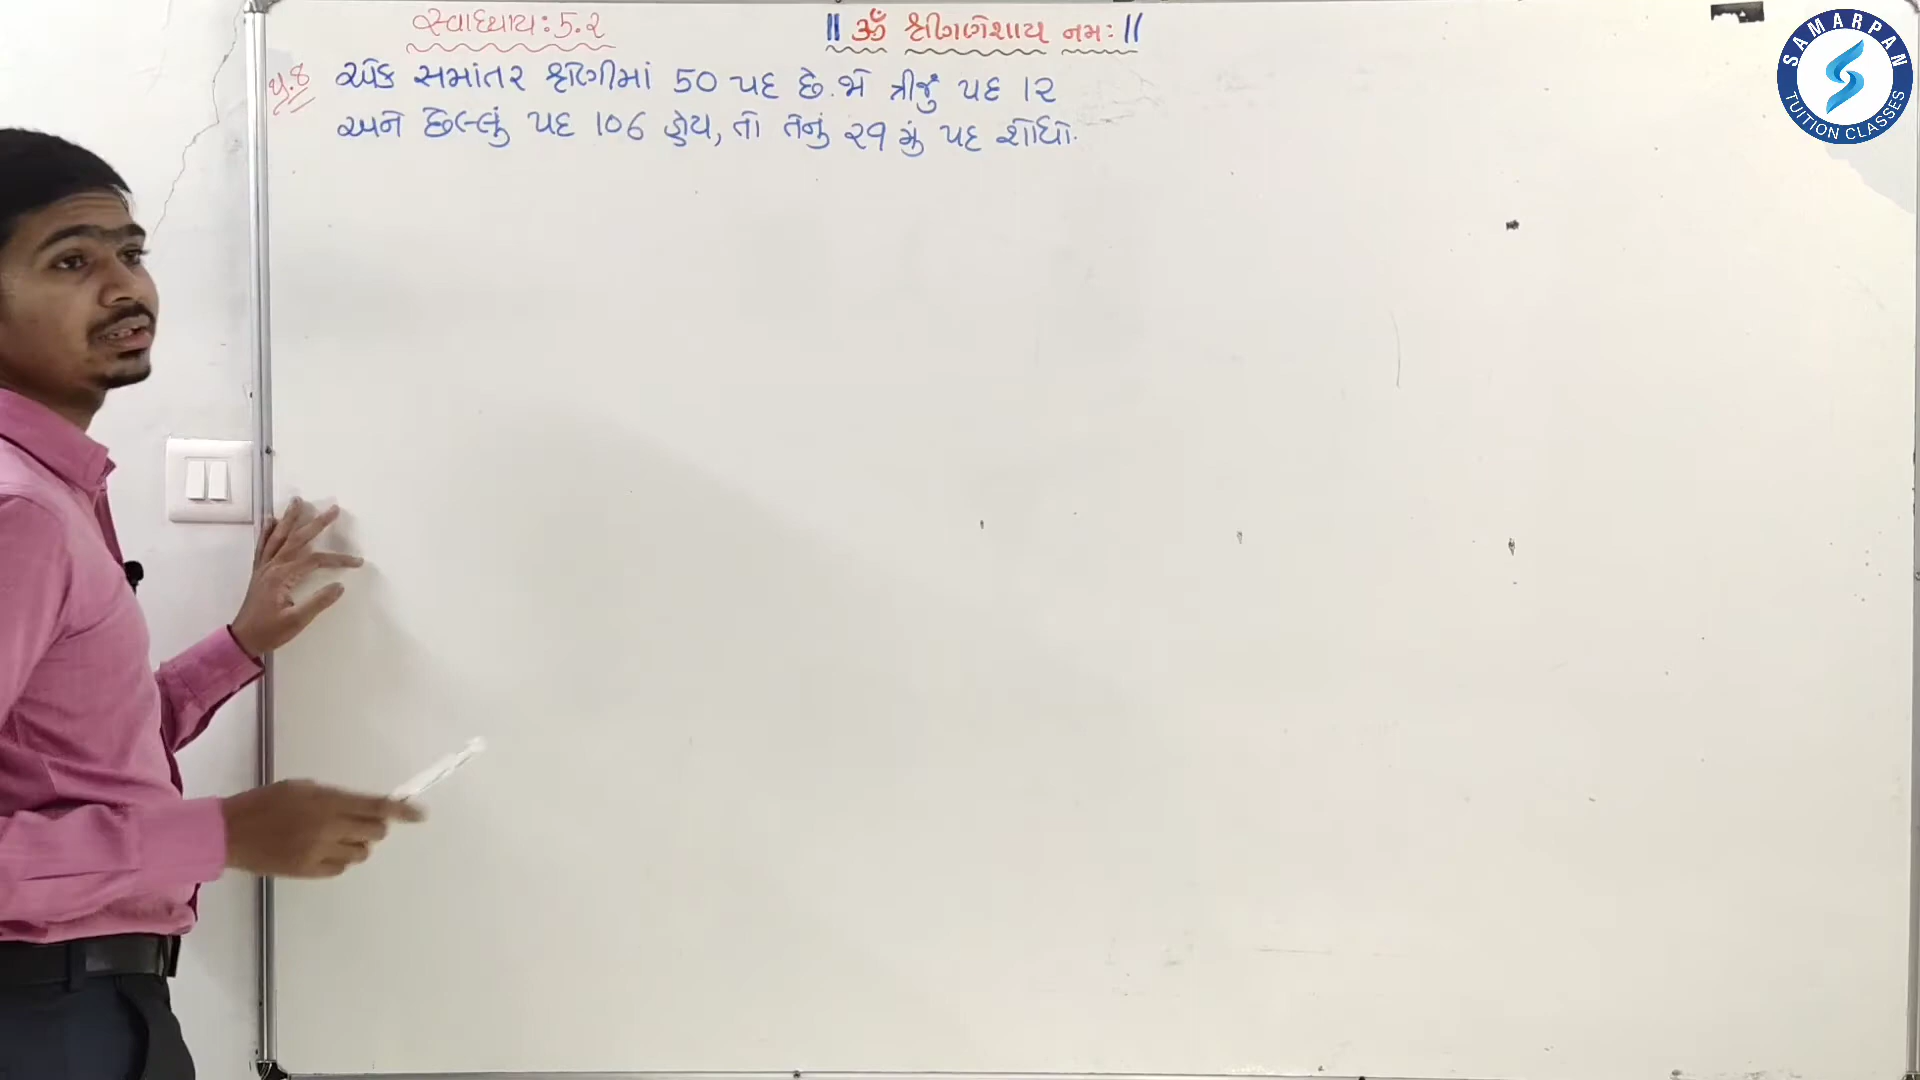 સ્વાધ્યાય: 5.2
॥ ૐ શ્રી ગણેશાય નમઃ ॥
પ્ર.8 એક સમાંતર શ્રેણીમાં 50 પદ છે. જો ત્રીજું પદ 12
અને છેલ્લું પદ 106 હોય, તો તેનું 29 મું પદ શોધો.
SAMARPAN
TUITION CLASSES